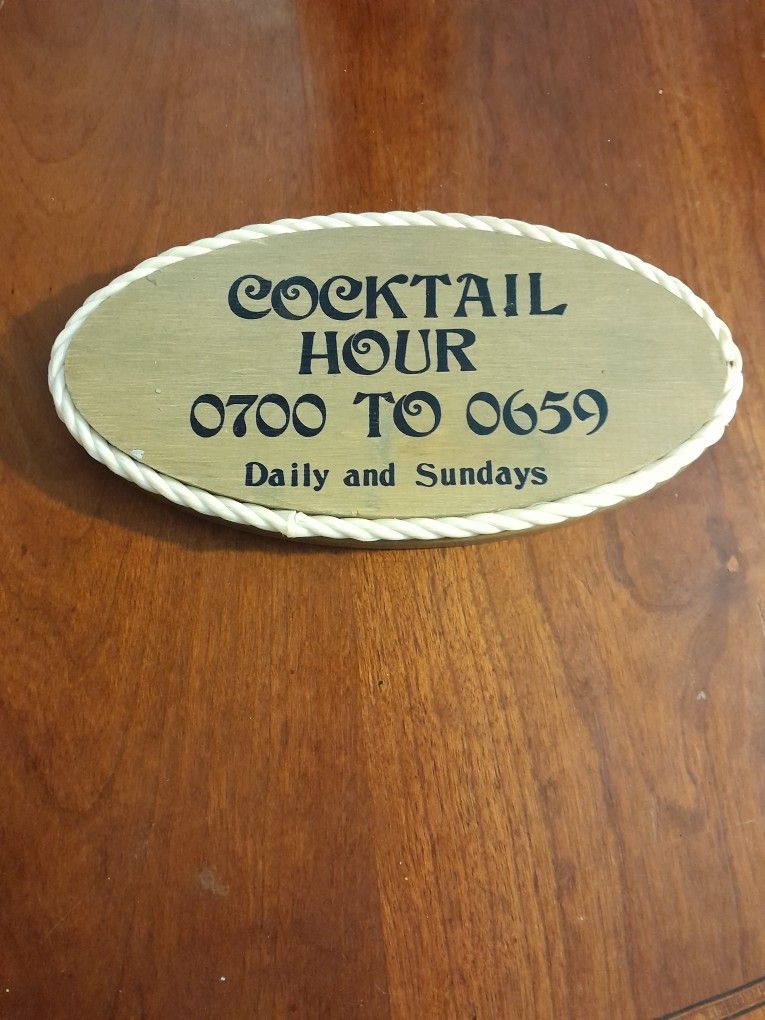 COCKTAIL
HOUR
0700 TO 0659
Daily and Sundays